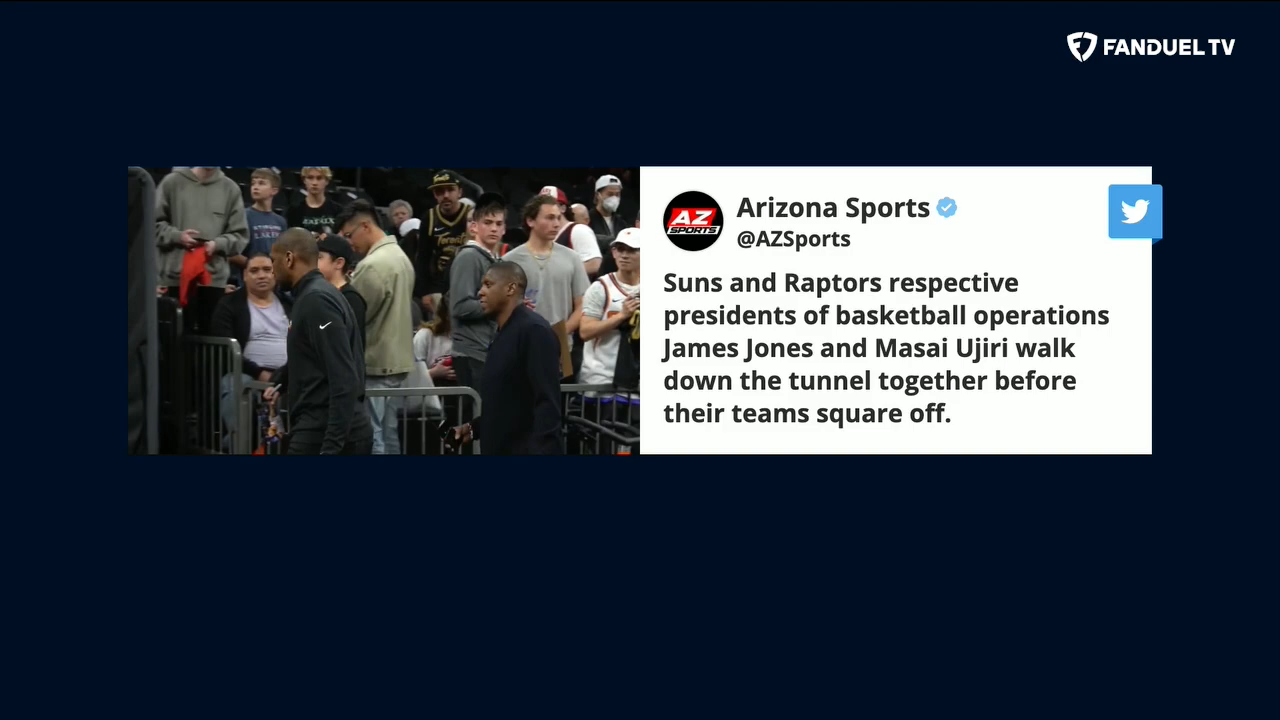 FANDUEL TV
Arizona Sports
@AZSports
AZ
SPORTS
Suns and Raptors respective
presidents of basketball operations
James Jones and Masai Ujiri walk
down the tunnel together before
their teams square off.